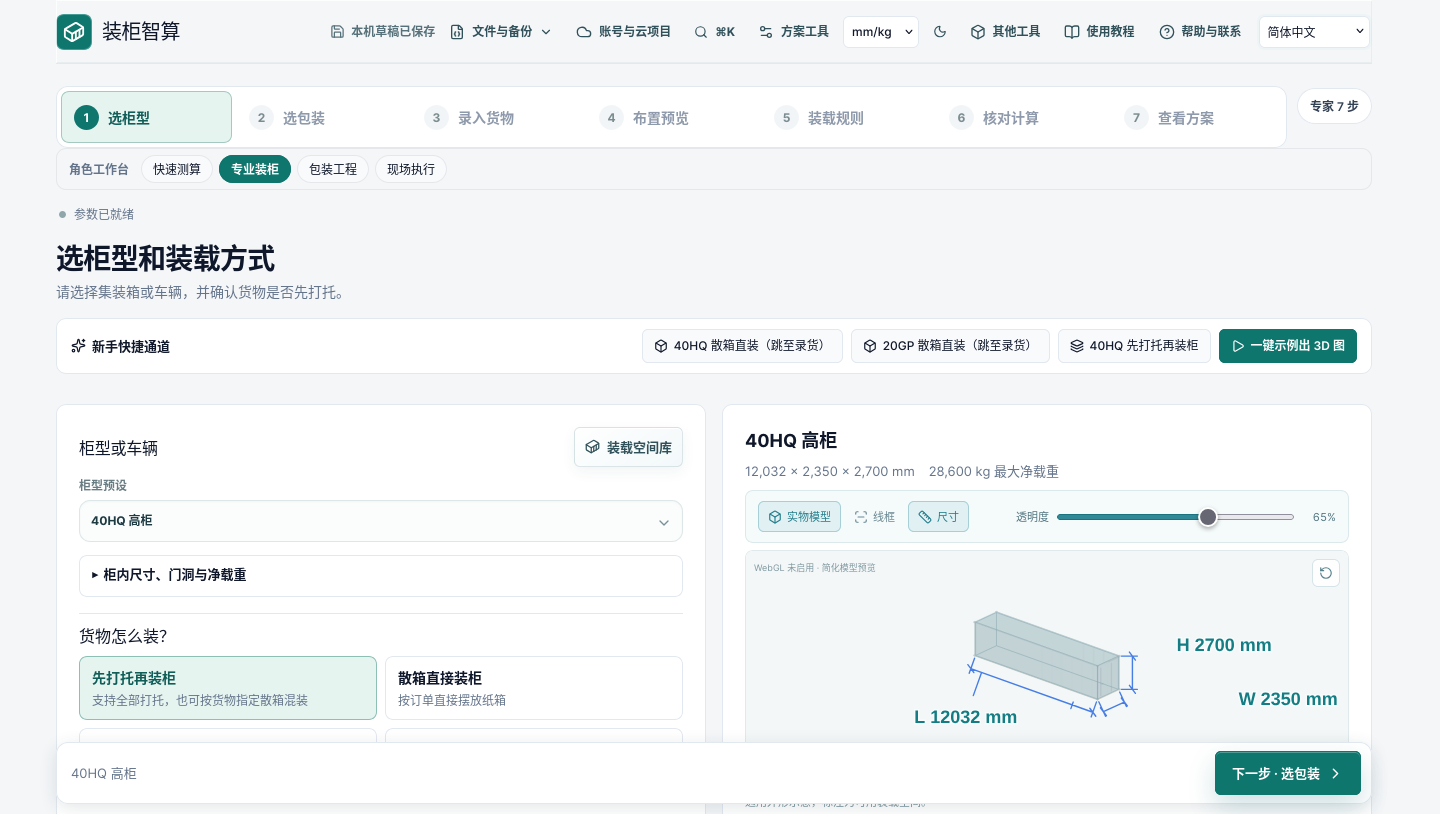 装柜智算
本机草稿已保存
文件与备份
账号与云项目
⌘K
方案工具
mm/kg
其他工具
使用教程
帮助与联系
简体中文
1 选柜型
2 选包装
3 录入货物
4 布置预览
5 装载规则
6 核对计算
7 查看方案
专家 7 步
角色工作台
快速测算
专业装柜
包装工程
现场执行
参数已就绪
选柜型和装载方式
请选择集装箱或车辆，并确认货物是否先打托。
新手快捷通道
40HQ 散箱直装（跳至录货）
20GP 散箱直装（跳至录货）
40HQ 先打托再装柜
一键示例出 3D 图
柜型或车辆
装载空间库
柜型预设
40HQ 高柜
柜内尺寸、门洞与净载重
货物怎么装？
先打托再装柜
支持全部打托，也可按货物指定散箱混装
散箱直接装柜
按订单直接摆放纸箱
40HQ 高柜
12,032 × 2,350 × 2,700 mm 28,600 kg 最大净载重
实物模型
线框
尺寸
透明度
65%
WebGL 未启用 · 简化模型预览
H 2700 mm
W 2350 mm
L 12032 mm
40HQ 高柜
下一步 · 选包装